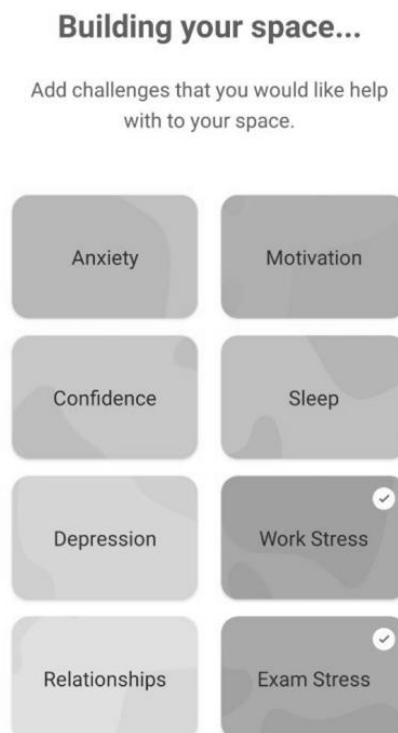 Building your space...
Add challenges that you would like help
with to your space.
Anxiety
Motivation
Confidence
Sleep
Depression
Work Stress
Relationships
Exam Stress